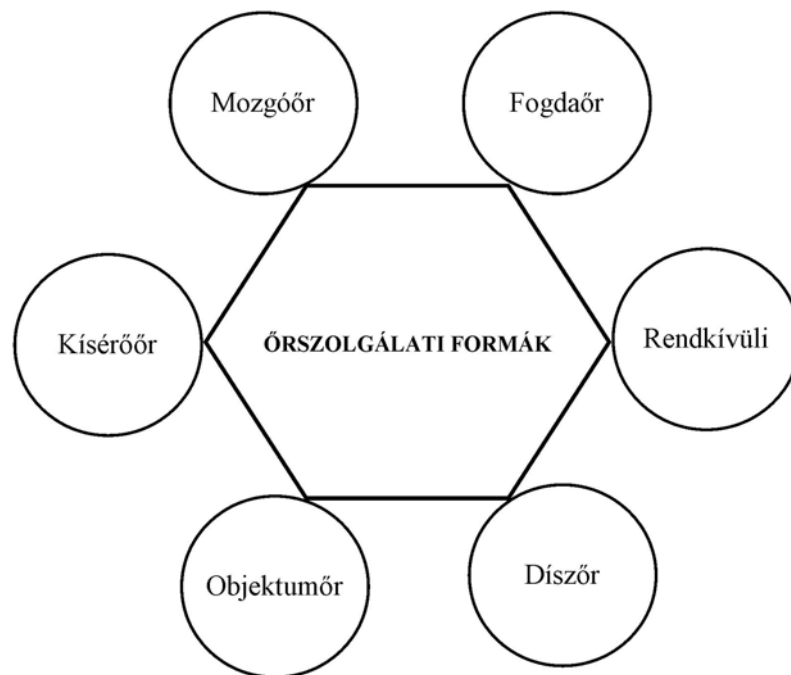 Mozgóőr
Fogdaőr
Kísérőőr
ŐRSZOLGÁLATI FORMÁK
Rendkívüli
Objektumőr
Díszőr